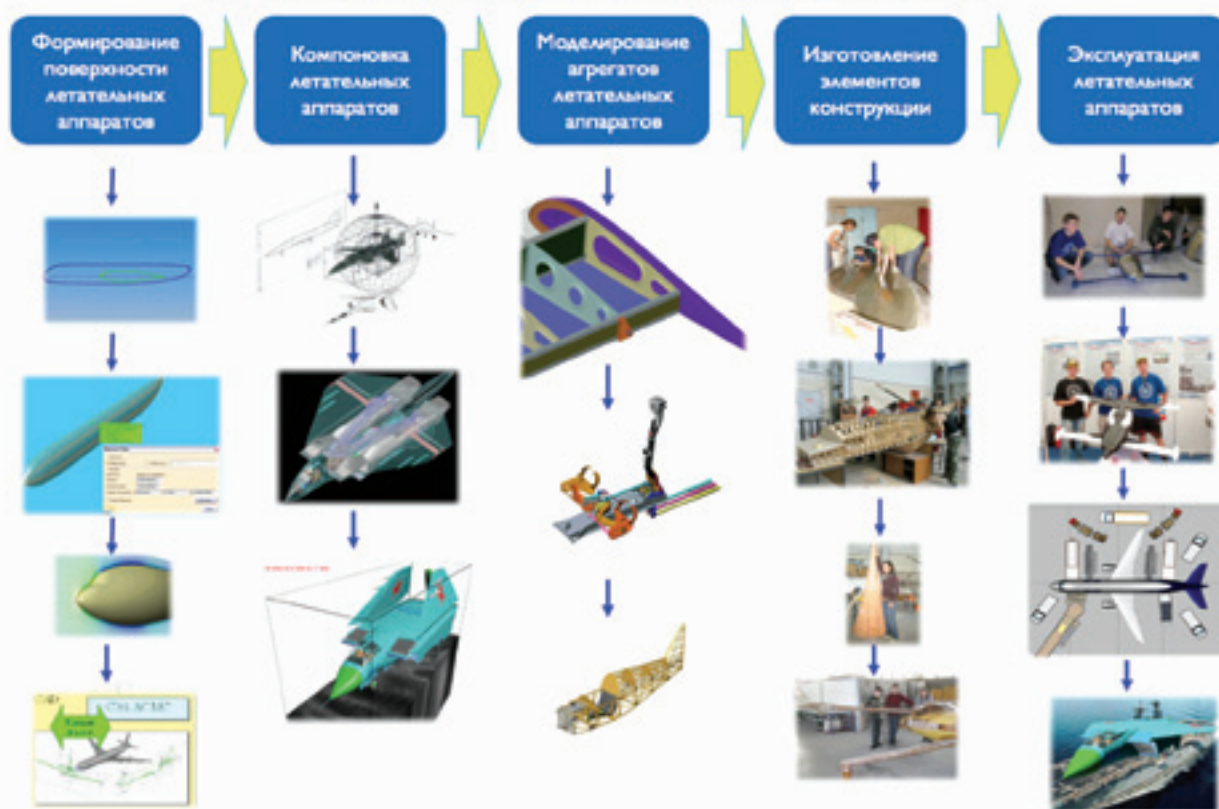 Формирование
поверхности
летательных
аппаратов
Компоновка
летательных
аппаратов
Моделирование
агрегатов
летательных
аппаратов
Изготовление
элементов
конструкции
Эксплуатация
летательных
аппаратов